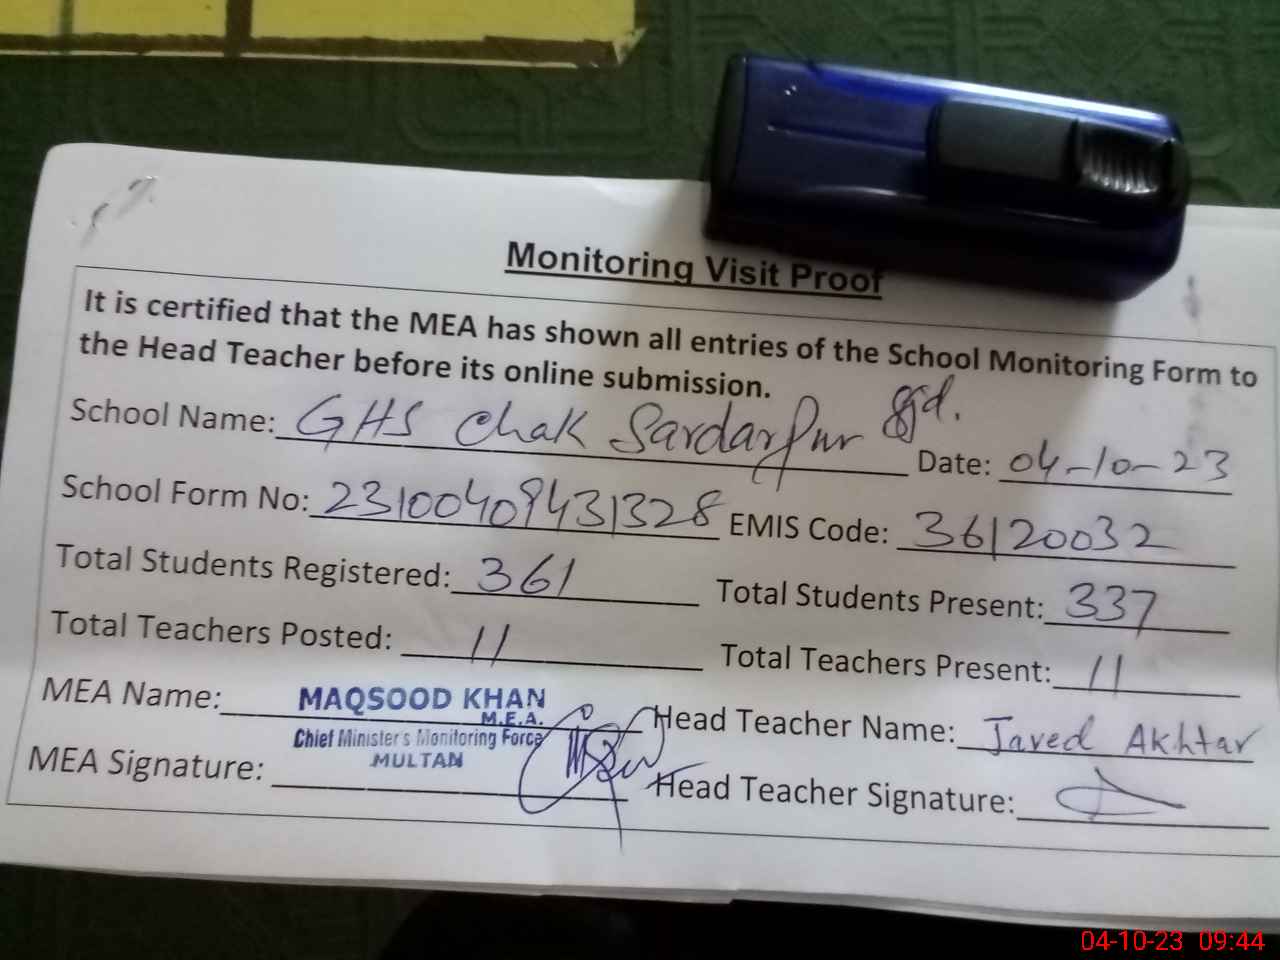 Monitoring Visit Proof
It is certified that the MEA has shown all entries of the School Monitoring Form to
the Head Teacher before its online submission.
School Name: GHS Chak Sardarpur Date: 04-10-23
School Form No: 23100409431328 EMIS Code: 36120032
Total Students Registered: 361 Total Students Present: 337
Total Teachers Posted: 11 Total Teachers Present: 11
MEA Name: MAQSOOD KHAN Head Teacher Name: Javed Akhtar
M.E.A.
Chief Minister's Monitoring Force
MULTAN
MEA Signature: Head Teacher Signature:
04-10-23 09:44